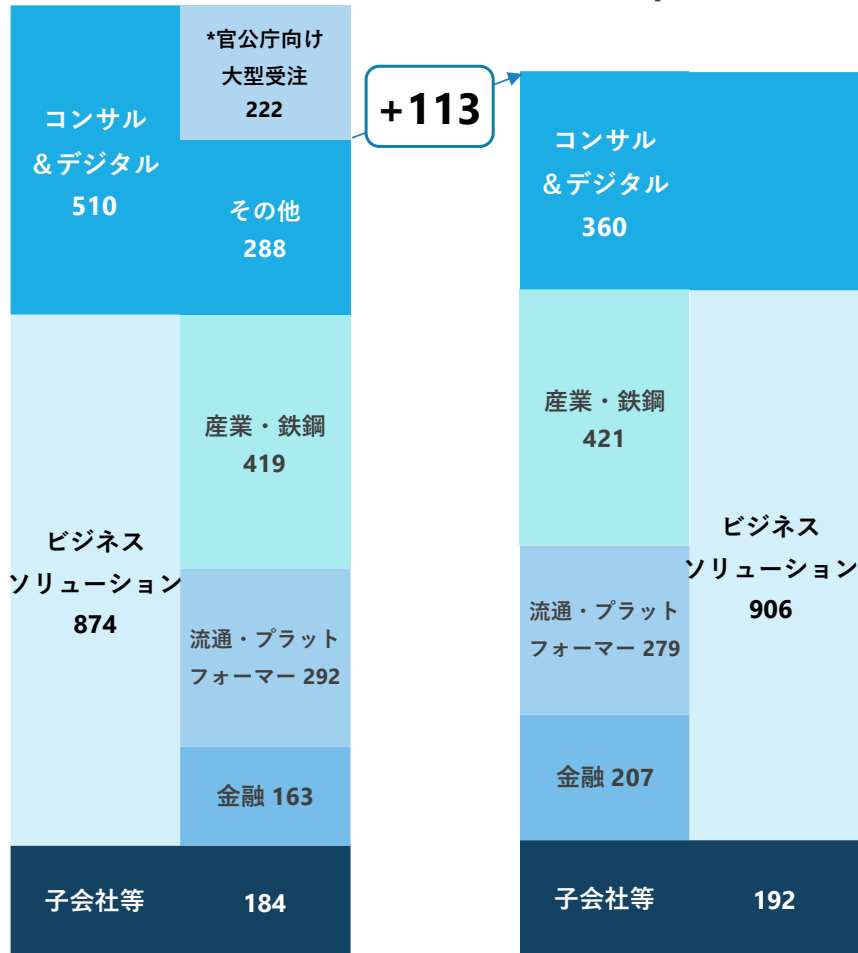 コンサル
＆デジタル
510
*官公庁向け
大型受注
222
その他
288
+113
コンサル
＆デジタル
360
ビジネス
ソリューション
874
産業・鉄鋼
419
流通・プラット
フォーマー 292
金融 163
産業・鉄鋼
421
流通・プラット
フォーマー 279
金融 207
ビジネス
ソリューション
906
子会社等
184
子会社等
192